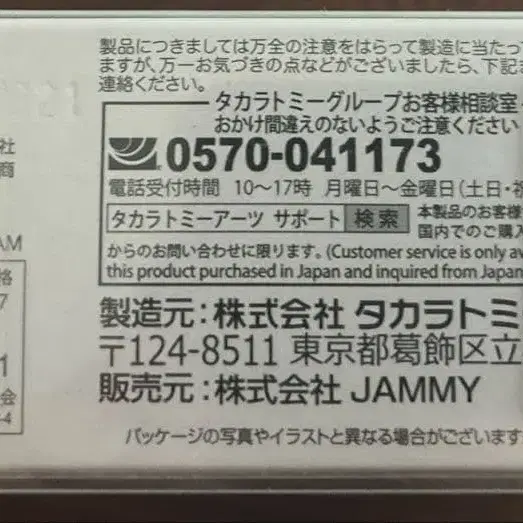 製品につきましては万全の注意をはらって製造に当たっ
ますが、万一お気づきの点などがございましたら、下記ま
連絡ください。
タカラトミーグループお客様相談室
おかけ間違えのないようご注意ください
0570-041173
電話受付時間 10〜17時 月曜日〜金曜日(土日・祝
タカラトミーアーツ サポート 検索
本製品のお客様
国内でのご購入
からのお問い合わせに限ります。(Customer service is only av
this product purchased in Japan and inquired from Japan
製造元:株式会社 タカラトミ
〒124-8511 東京都葛飾区立
販売元:株式会社 JAMMY
パッケージの写真やイラストと異なる場合がございます
社
商
AM
格
7
1
会
-4